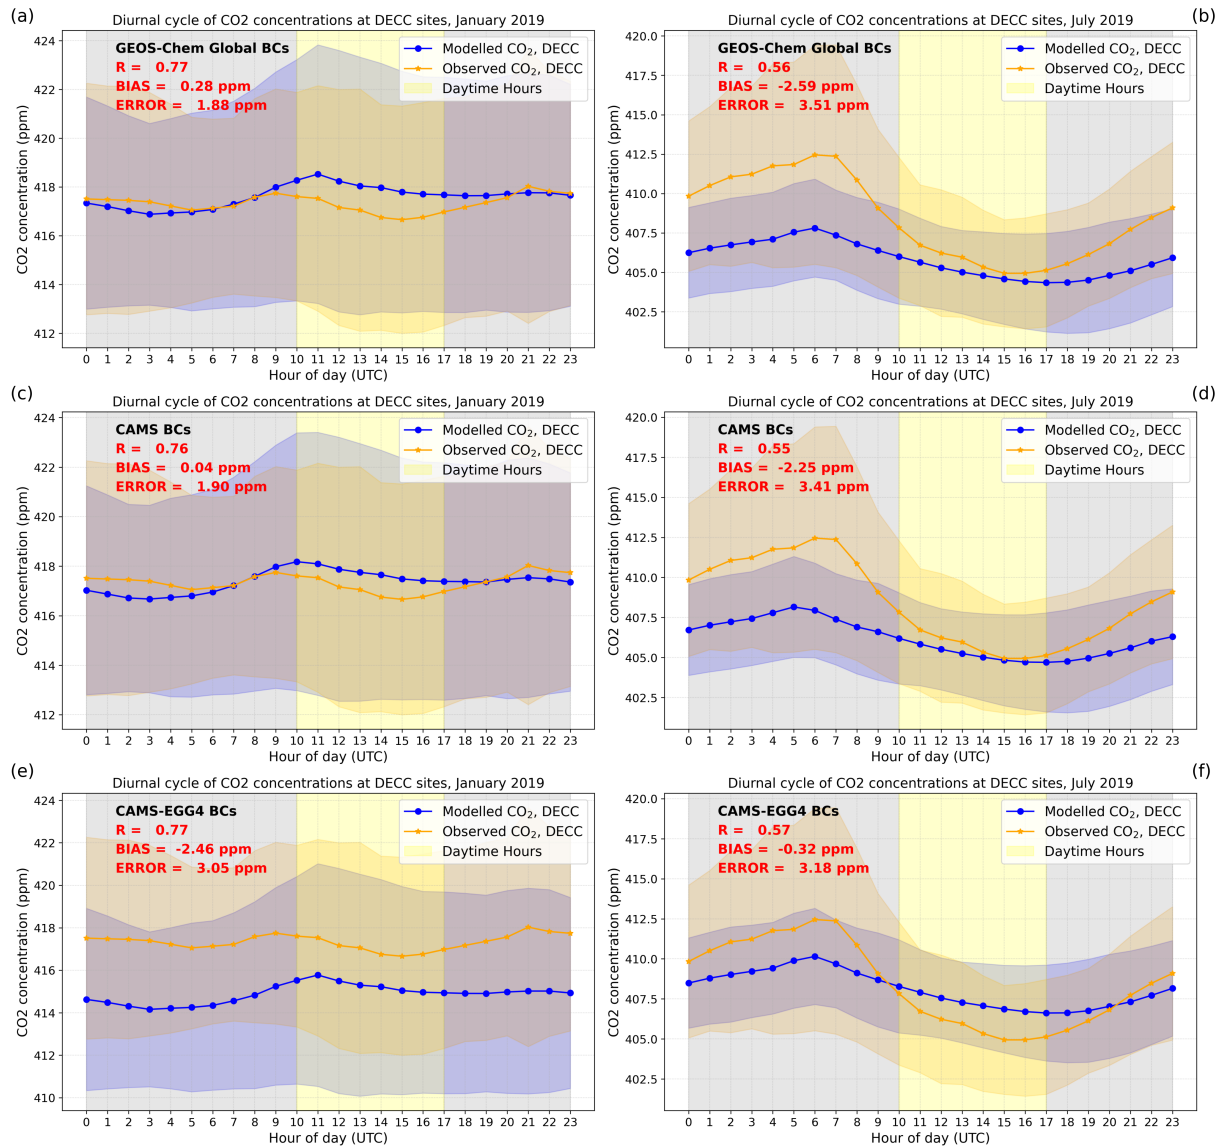 (a)
Diurnal cycle of CO2 concentrations at DECC sites, January 2019
GEOS-Chem Global BCs
R = 0.77
BIAS = 0.28 ppm
ERROR = 1.88 ppm
Modelled CO₂, DECC
Observed CO₂, DECC
Daytime Hours
CO2 concentration (ppm)
424
422
420
418
416
414
412
0 1 2 3 4 5 6 7 8 9 10 11 12 13 14 15 16 17 18 19 20 21 22 23
Hour of day (UTC)
(b)
Diurnal cycle of CO2 concentrations at DECC sites, July 2019
GEOS-Chem Global BCs
R = 0.56
BIAS = -2.59 ppm
ERROR = 3.51 ppm
Modelled CO₂, DECC
Observed CO₂, DECC
Daytime Hours
CO2 concentration (ppm)
420.0
417.5
415.0
412.5
410.0
407.5
405.0
402.5
0 1 2 3 4 5 6 7 8 9 10 11 12 13 14 15 16 17 18 19 20 21 22 23
Hour of day (UTC)
(c)
Diurnal cycle of CO2 concentrations at DECC sites, January 2019
CAMS BCs
R = 0.76
BIAS = 0.04 ppm
ERROR = 1.90 ppm
Modelled CO₂, DECC
Observed CO₂, DECC
Daytime Hours
CO2 concentration (ppm)
424
422
420
418
416
414
412
0 1 2 3 4 5 6 7 8 9 10 11 12 13 14 15 16 17 18 19 20 21 22 23
Hour of day (UTC)
(d)
Diurnal cycle of CO2 concentrations at DECC sites, July 2019
CAMS BCs
R = 0.55
BIAS = -2.25 ppm
ERROR = 3.41 ppm
Modelled CO₂, DECC
Observed CO₂, DECC
Daytime Hours
CO2 concentration (ppm)
420.0
417.5
415.0
412.5
410.0
407.5
405.0
402.5
0 1 2 3 4 5 6 7 8 9 10 11 12 13 14 15 16 17 18 19 20 21 22 23
Hour of day (UTC)
(e)
Diurnal cycle of CO2 concentrations at DECC sites, January 2019
CAMS-EGG4 BCs
R = 0.77
BIAS = -2.46 ppm
ERROR = 3.05 ppm
Modelled CO₂, DECC
Observed CO₂, DECC
Daytime Hours
CO2 concentration (ppm)
424
422
420
418
416
414
412
410
0 1 2 3 4 5 6 7 8 9 10 11 12 13 14 15 16 17 18 19 20 21 22 23
Hour of day (UTC)
(f)
Diurnal cycle of CO2 concentrations at DECC sites, July 2019
CAMS-EGG4 BCs
R = 0.57
BIAS = -0.32 ppm
ERROR = 3.18 ppm
Modelled CO₂, DECC
Observed CO₂, DECC
Daytime Hours
CO2 concentration (ppm)
420.0
417.5
415.0
412.5
410.0
407.5
405.0
402.5
0 1 2 3 4 5 6 7 8 9 10 11 12 13 14 15 16 17 18 19 20 21 22 23
Hour of day (UTC)